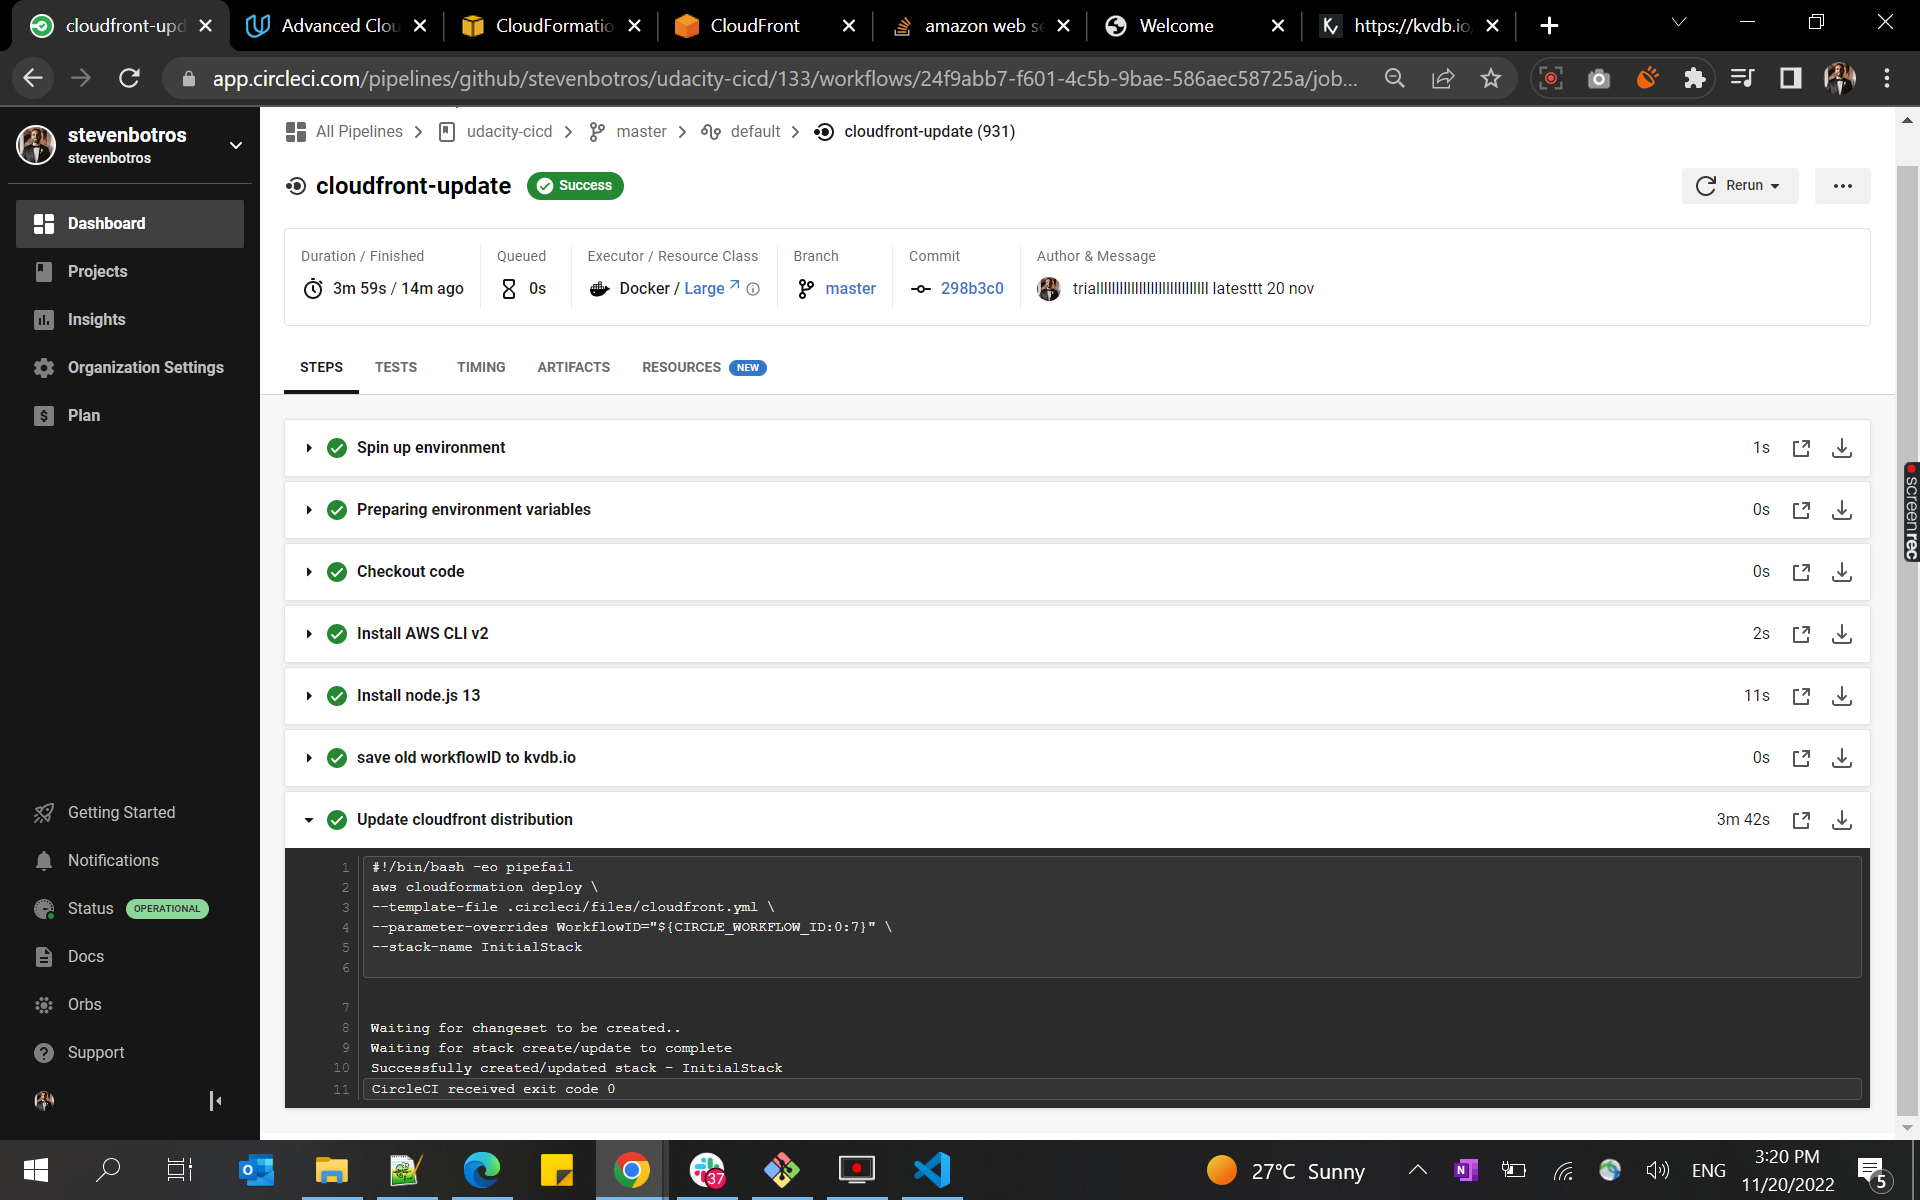 cloudfront-upd
Advanced Clou
CloudFormatio
CloudFront
amazon web se
Welcome
https://kvdb.io
app.circleci.com/pipelines/github/stevenbotros/udacity-cicd/133/workflows/24f9abb7-f601-4c5b-9bae-586aec58725a/job...
stevenbotros
stevenbotros
Dashboard
Projects
Insights
Organization Settings
Plan
Getting Started
Notifications
Status OPERATIONAL
Docs
Orbs
Support
All Pipelines
udacity-cicd
master
default
cloudfront-update (931)
cloudfront-update
Success
Rerun
Duration / Finished
3m 59s / 14m ago
Queued
0s
Executor / Resource Class
Docker / Large
Branch
master
Commit
298b3c0
Author & Message
latesttt 20 nov
STEPS
TESTS
TIMING
ARTIFACTS
RESOURCES NEW
Spin up environment 1s
Preparing environment variables 0s
Checkout code 0s
Install AWS CLI v2 2s
Install node.js 13 11s
save old workflowID to kvdb.io 0s
Update cloudfront distribution 3m 42s
1 #!/bin/bash -eo pipefail
2 aws cloudformation deploy \
3 --template-file .circleci/files/cloudfront.yml \
4 --parameter-overrides WorkflowID="${CIRCLE_WORKFLOW_ID:0:7}" \
5 --stack-name InitialStack
6
7
8 Waiting for changeset to be created..
9 Waiting for stack create/update to complete
10 Successfully created/updated stack - InitialStack
11 CircleCI received exit code 0
screenrec
37
27°C Sunny
ENG
3:20 PM
11/20/2022
5